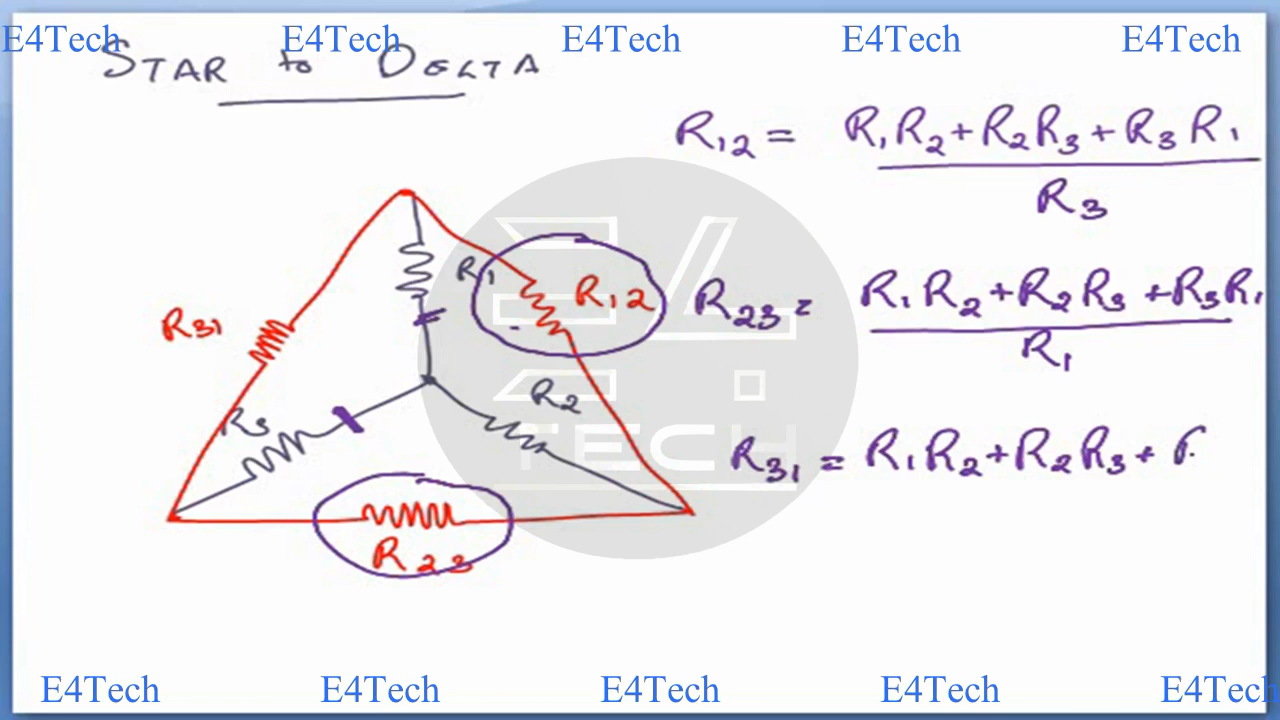 E4Tech E4Tech E4Tech E4Tech E4Tech
STAR to DELTA
R12 = R1R2+R2R3+R3R1
R3
R1
R12
R23 = R1R2+R2R3+R3R1
R1
R31
R2
R3
TECH
R31 = R1R2+R2R3+
R23
E4Tech E4Tech E4Tech E4Tech E4Tech